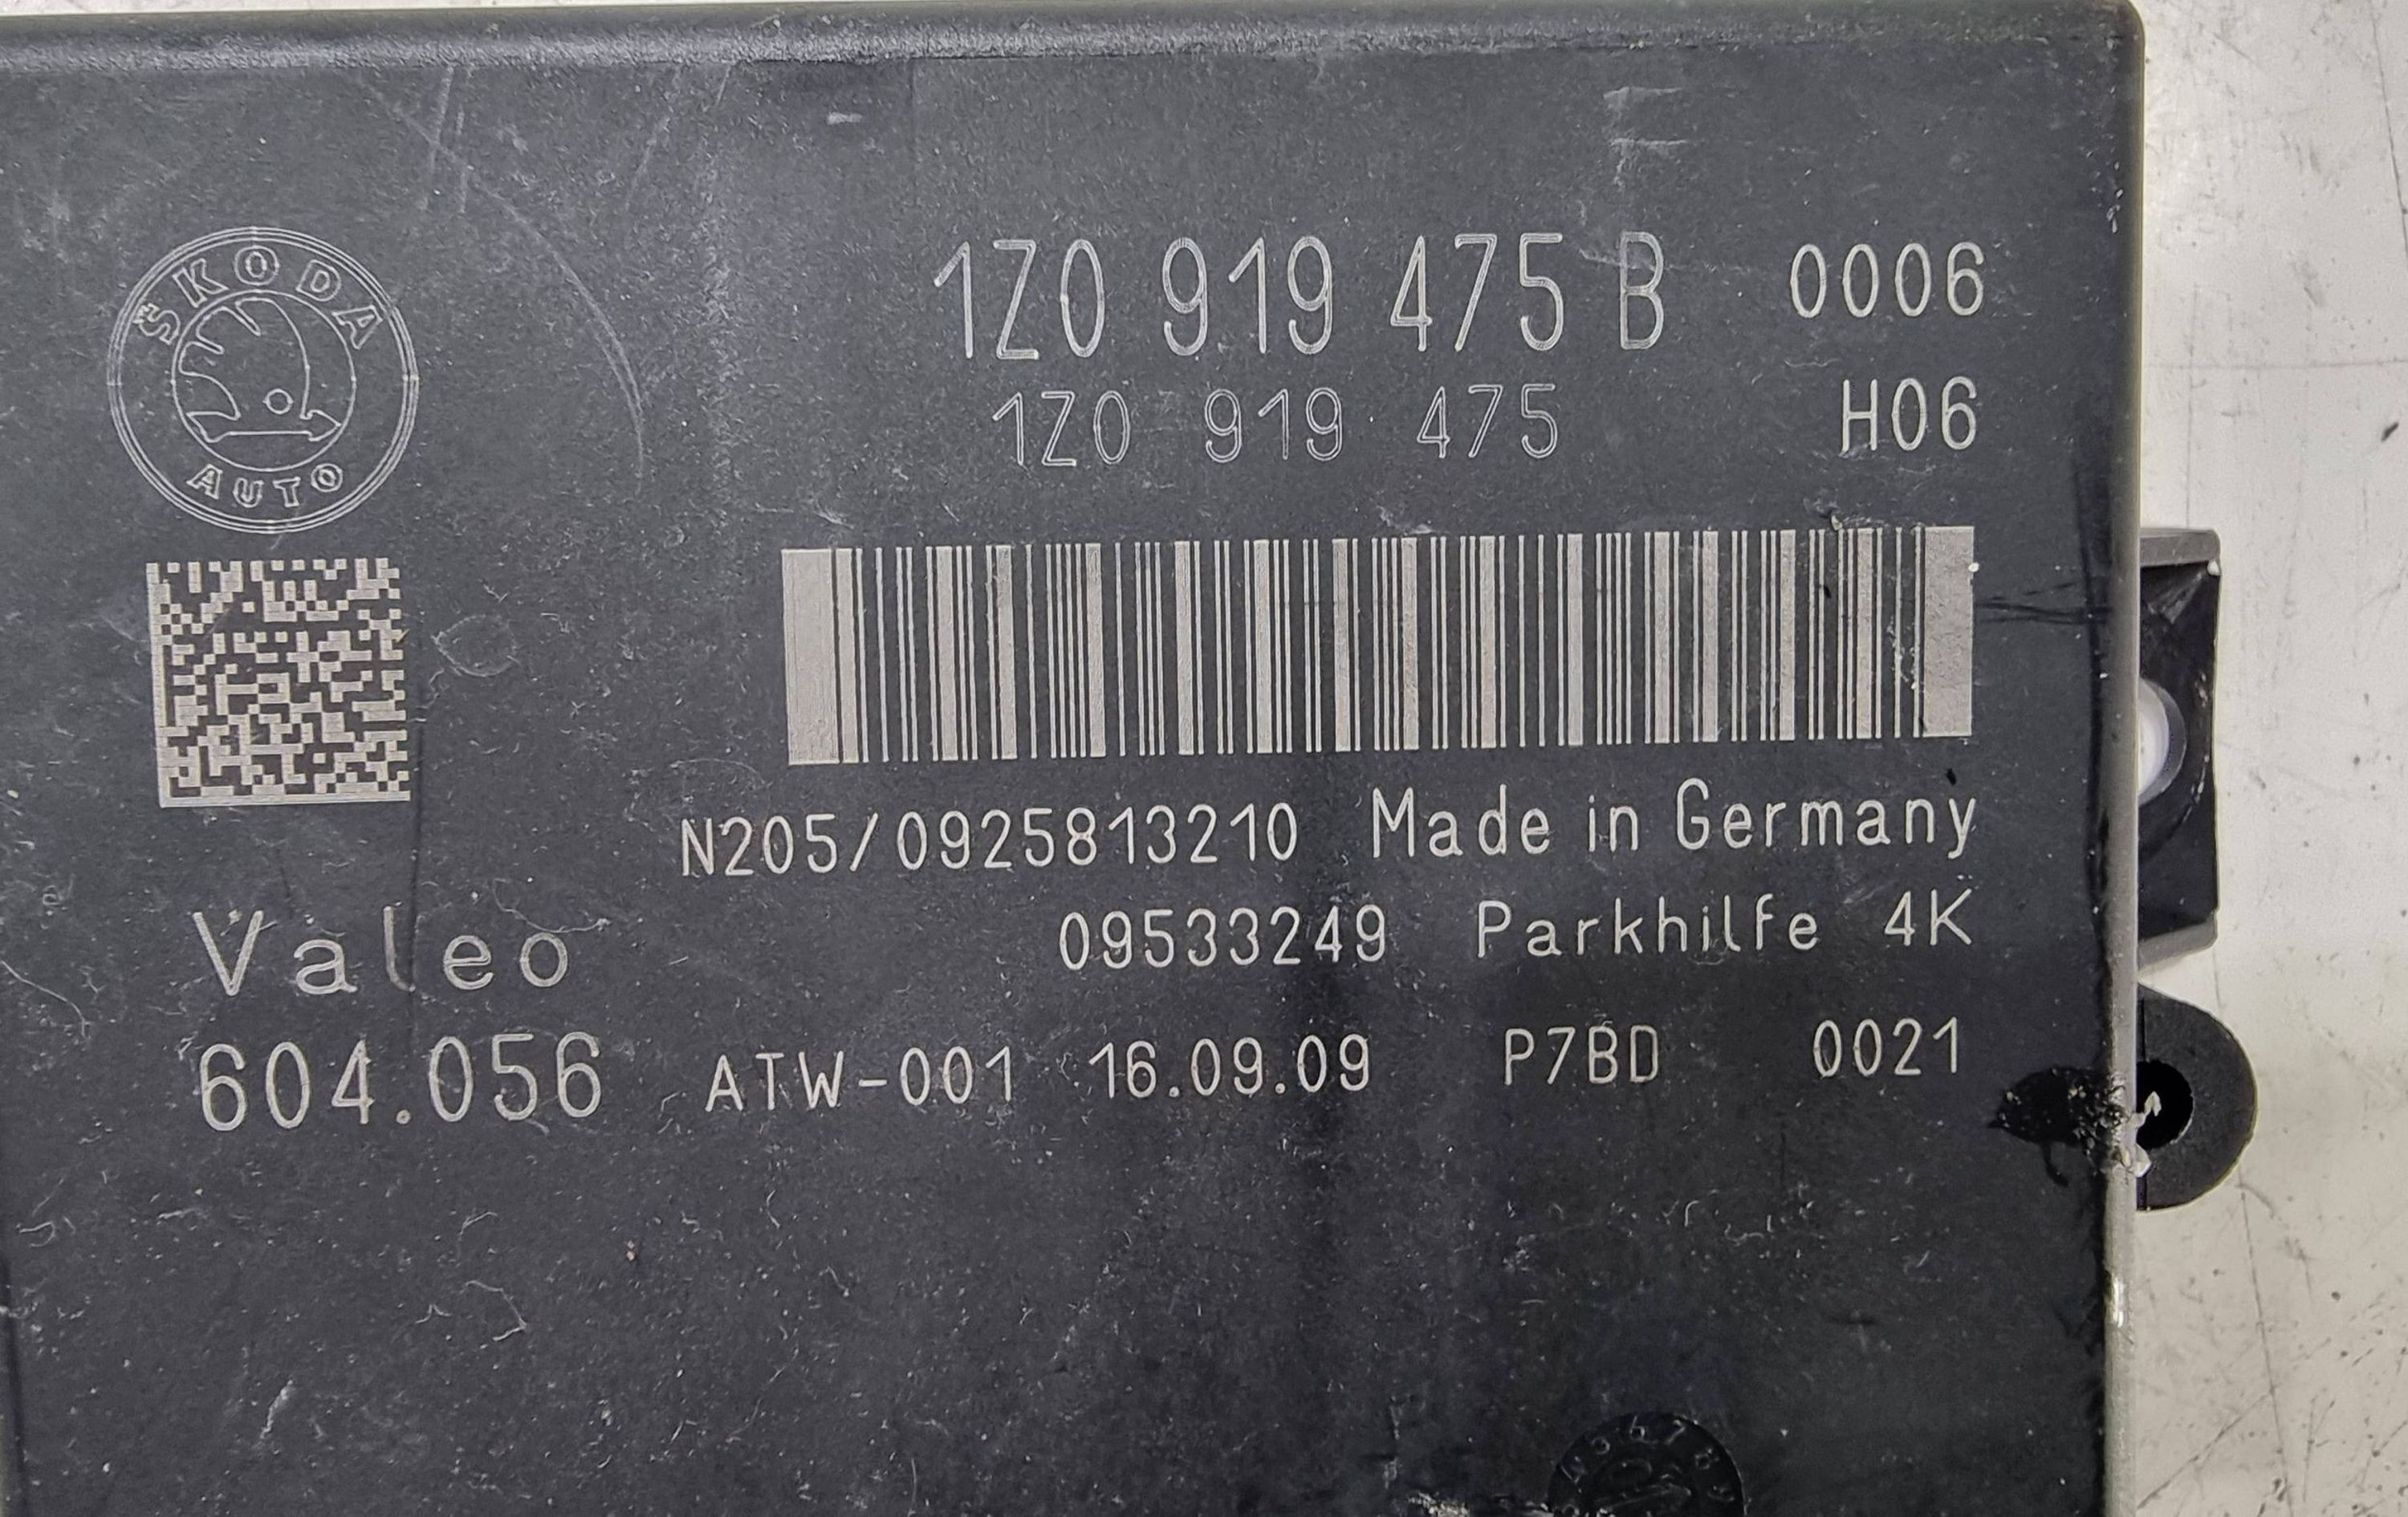 ŠKODA
AUTO
1Z0 919 475 B 0006
1Z0 919 475 H06
N205/0925813210 Made in Germany
09533249 Parkhilfe 4K
Valeo
604.056 ATW-001 16.09.09 P7BD 0021